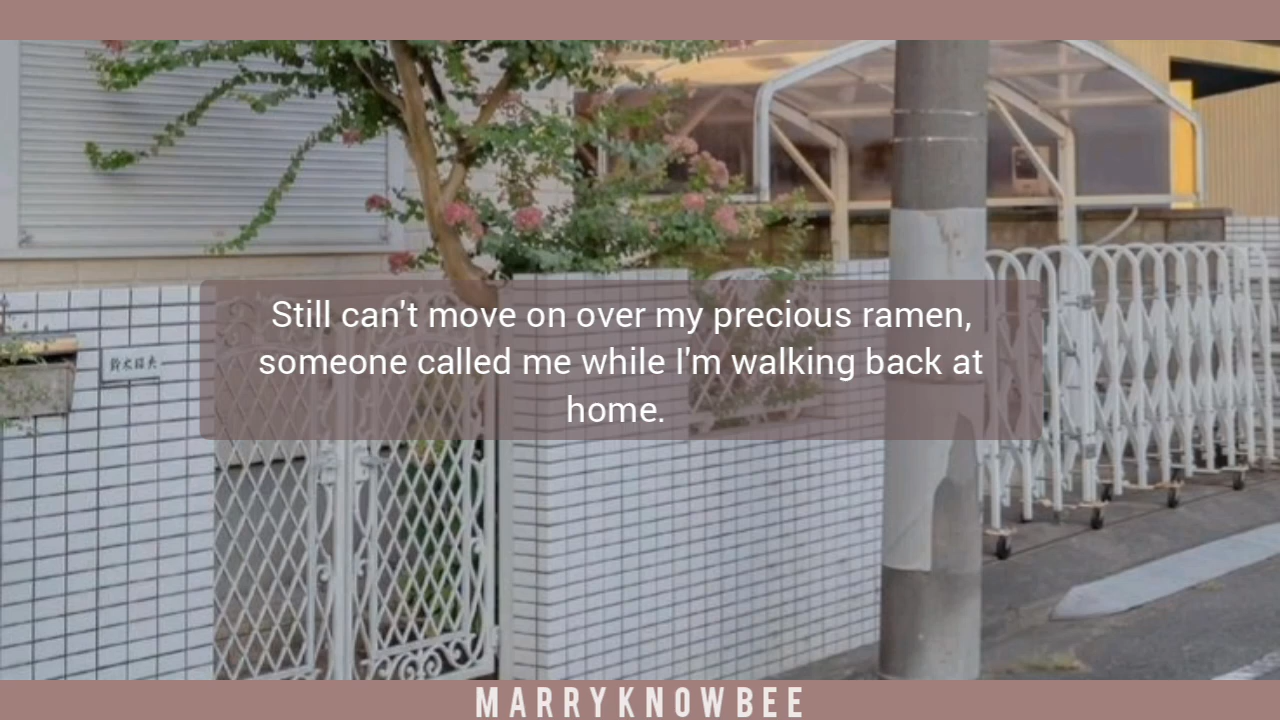 Still can't move on over my precious ramen,
someone called me while I'm walking back at
home.
MARRYKNOWBEE